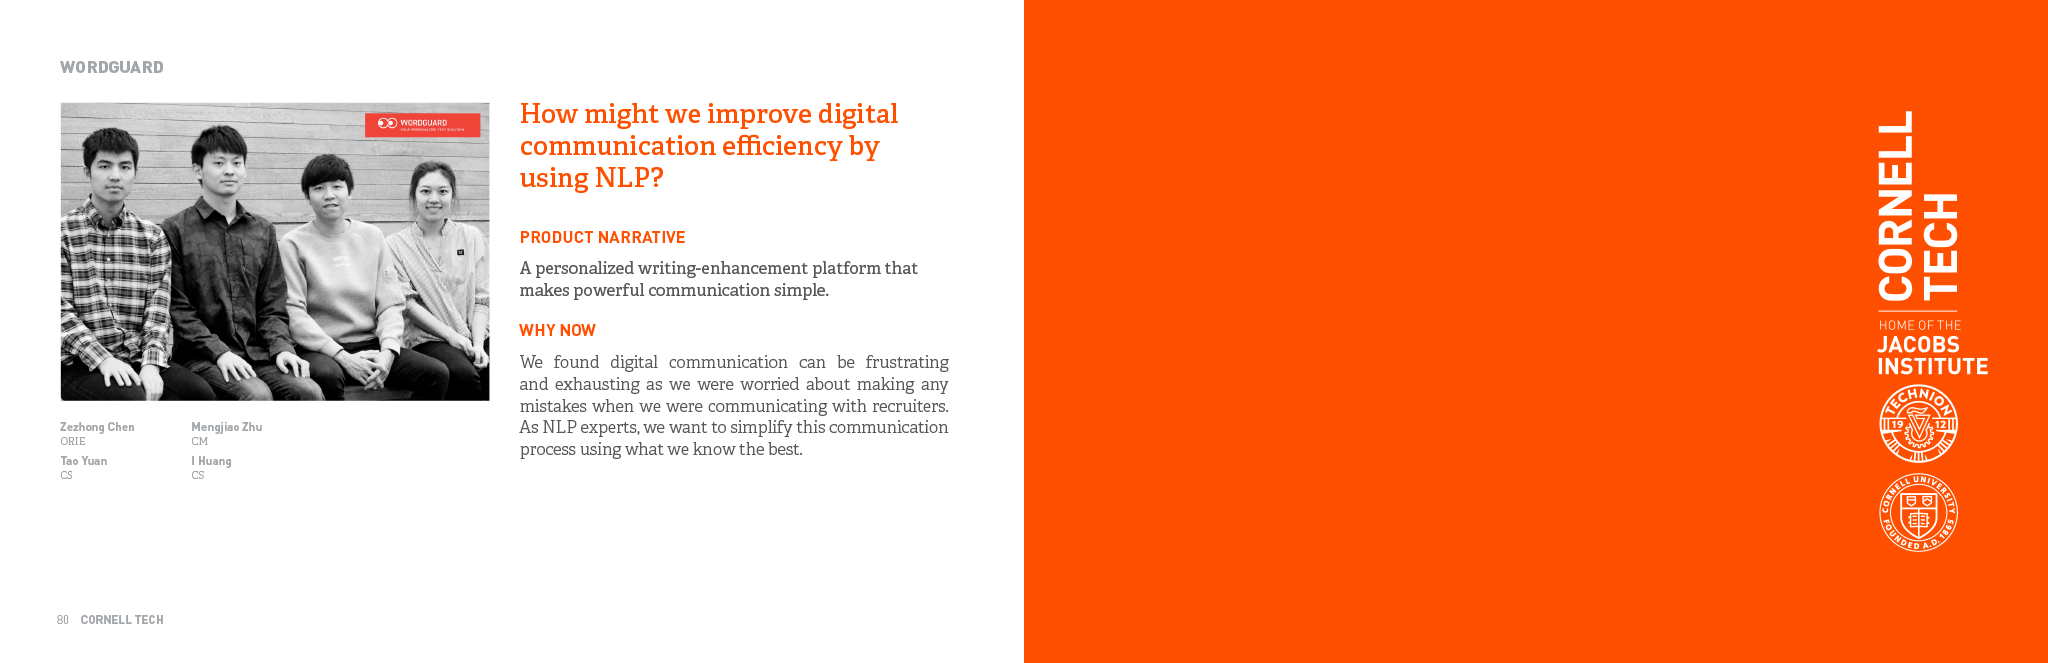 WORDGUARD
WORDGUARD
YOUR PERSONALIZED TEXT SOLUTION
Zezhong Chen
ORIE
Tao Yuan
CS
Mengjiao Zhu
CM
I Huang
CS
How might we improve digital
communication efficiency by
using NLP?
PRODUCT NARRATIVE
A personalized writing-enhancement platform that
makes powerful communication simple.
WHY NOW
We found digital communication can be frustrating
and exhausting as we were worried about making any
mistakes when we were communicating with recruiters.
As NLP experts, we want to simplify this communication
process using what we know the best.
80 CORNELL TECH
CORNELL
TECH
HOME OF THE
JACOBS
INSTITUTE
TECHNION
19 12
CORNELL UNIVERSITY
FOUNDED A.D. 1865